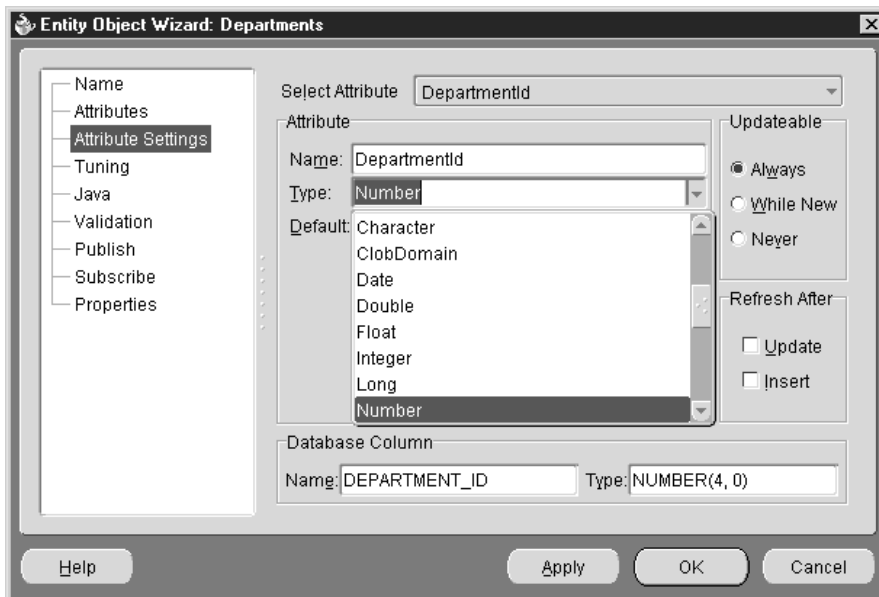 Entity Object Wizard: Departments
Name
Attributes
Attribute Settings
Tuning
Java
Validation
Publish
Subscribe
Properties
Select Attribute DepartmentId
Attribute
Name: DepartmentId
Type: Number
Default:
Character
ClobDomain
Date
Double
Float
Integer
Long
Number
Updateable
Always
While New
Never
Refresh After
Update
Insert
Database Column
Name: DEPARTMENT_ID Type: NUMBER(4, 0)
Help Apply OK Cancel